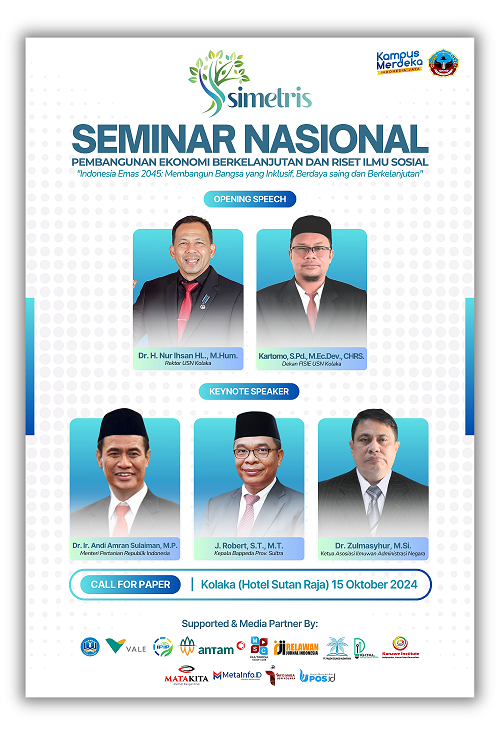 Kampus
Merdeka
INDONESIA JAYA
simetris
SEMINAR NASIONAL
PEMBANGUNAN EKONOMI BERKELANJUTAN DAN RISET ILMU SOSIAL
"Indonesia Emas 2045: Membangun Bangsa yang Inklusif, Berdaya saing dan Berkelanjutan"
OPENING SPEECH
Dr. H. Nur Ihsan HL., M.Hum.
Rektor USN Kolaka
Kartomo, S.Pd., M.Ec.Dev., CHRS.
Dekan FISIE USN Kolaka
KEYNOTE SPEAKER
Dr. Ir. Andi Amran Sulaiman, M.P.
Menteri Pertanian Republik Indonesia
J. Robert, S.T., M.T.
Kepala Bappeda Prov. Sultra
Dr. Zulmasyhur, M.Si.
Ketua Asosiasi Ilmuwan Administrasi Negara
CALL FOR PAPER | Kolaka (Hotel Sutan Raja) 15 Oktober 2024
Supported & Media Partner By:
VALE
antam
RELAWAN
JURNAL INDONESIA
Konawe Institute
MATAKITA
MetaInfo.iD
POS.id